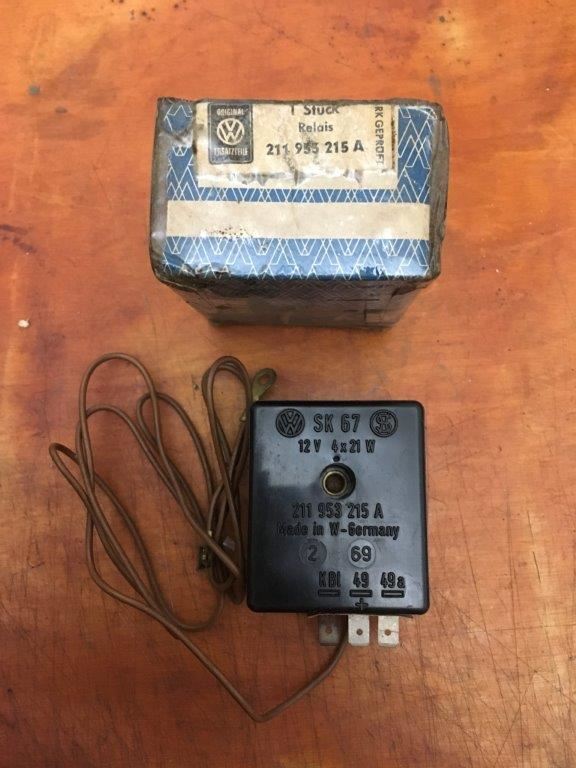 ORIGINAL
VW
ERSATZTEILE
1 Stück
Relais
211 953 215 A
RK GEPRÜFT
VW SK 67
12 V 4x21 W
211 953 215 A
Made in W-Germany
2 69
KBl 49 49a
+